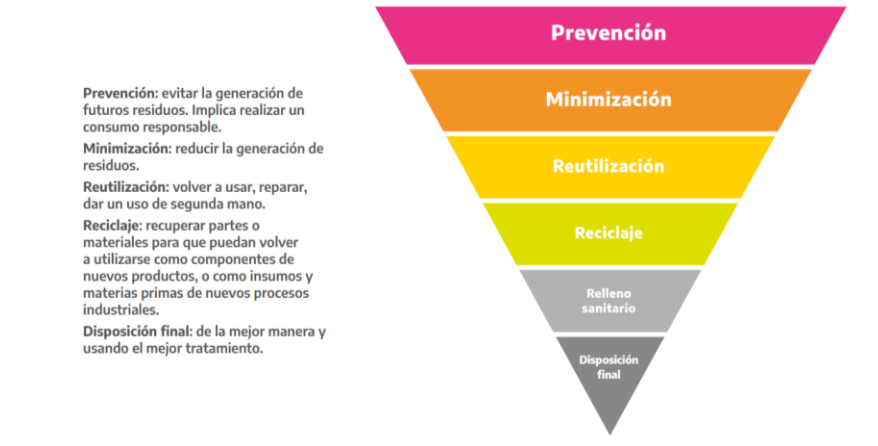 Prevención: evitar la generación de
futuros residuos. Implica realizar un
consumo responsable.
Minimización: reducir la generación de
residuos.
Reutilización: volver a usar, reparar,
dar un uso de segunda mano.
Reciclaje: recuperar partes o
materiales para que puedan volver
a utilizarse como componentes de
nuevos productos, o como insumos y
materias primas de nuevos procesos
industriales.
Disposición final: de la mejor manera y
usando el mejor tratamiento.
Prevención
Minimización
Reutilización
Reciclaje
Relleno
sanitario
Disposición
final